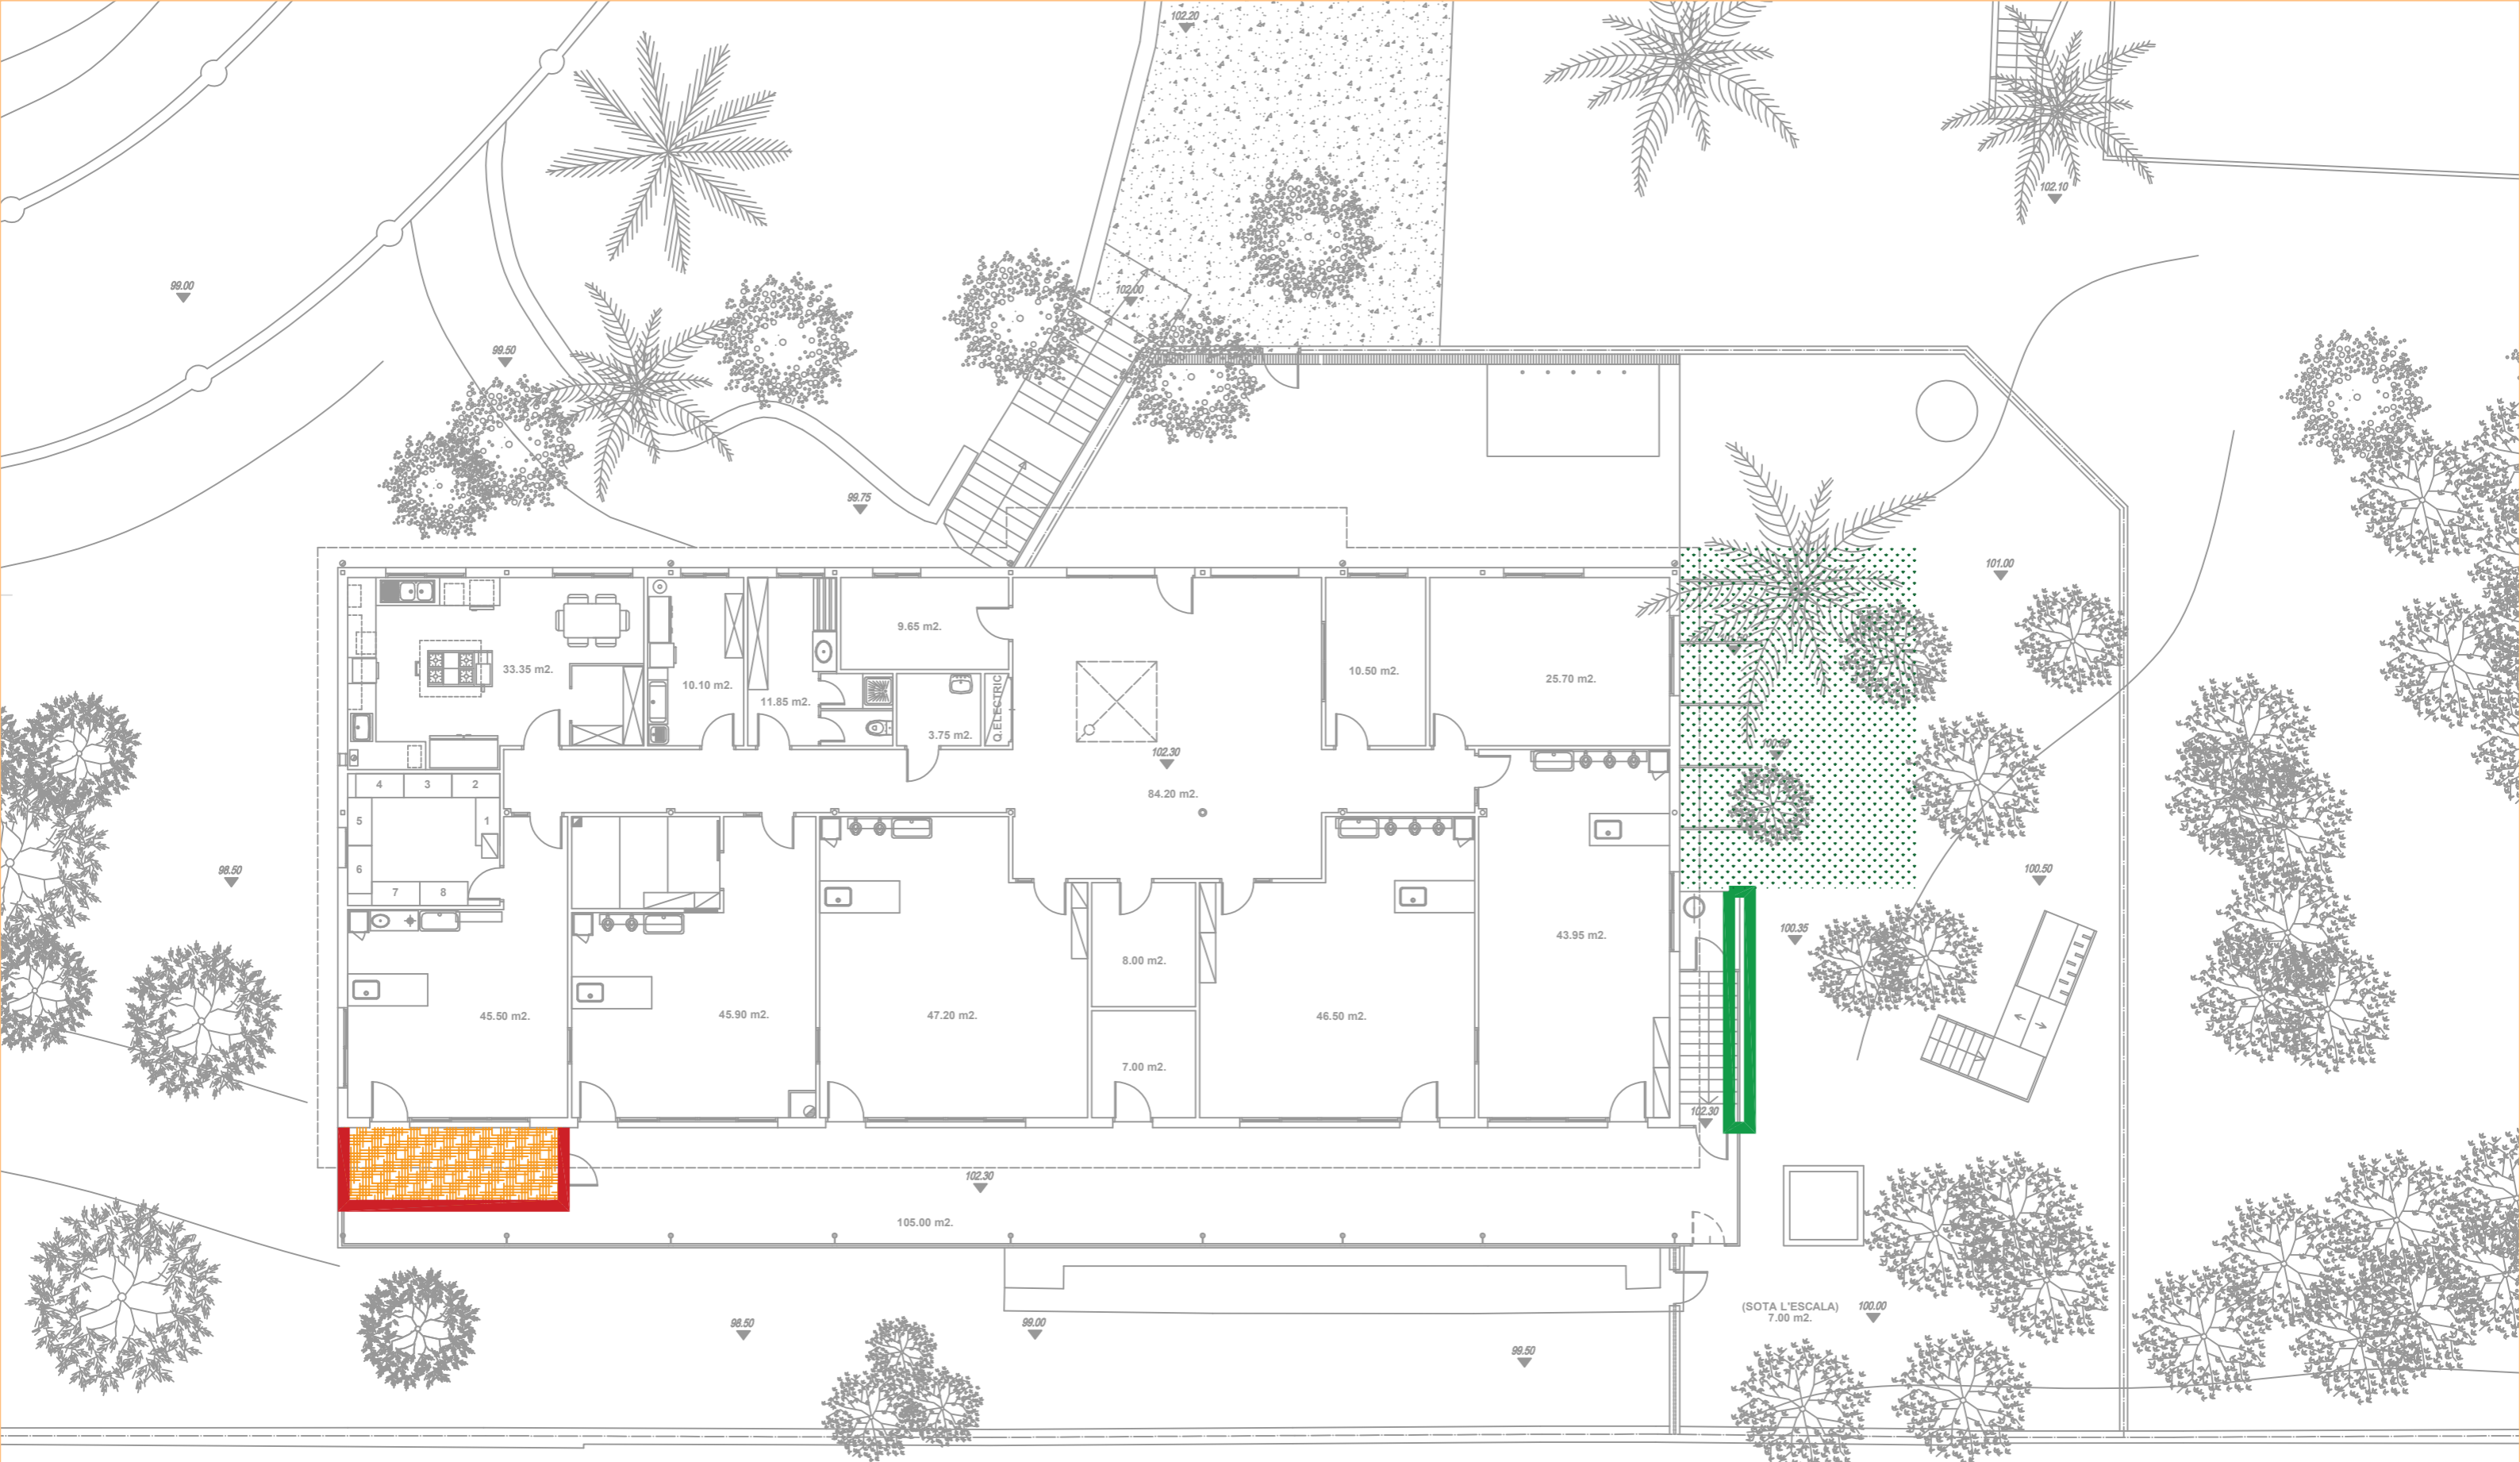 102.20
102.10
99.00
102.00
99.50
99.75
101.00
9.65 m2.
33.35 m2.
10.10 m2.
11.85 m2.
3.75 m2.
Q.ELECTRIC
10.50 m2.
25.70 m2.
102.30
84.20 m2.
4
3
2
5
1
6
7
8
98.50
100.50
100.35
43.95 m2.
8.00 m2.
45.50 m2.
45.90 m2.
47.20 m2.
46.50 m2.
7.00 m2.
102.30
102.30
105.00 m2.
98.50
99.00
99.50
(SOTA L'ESCALA)
7.00 m2.
100.00